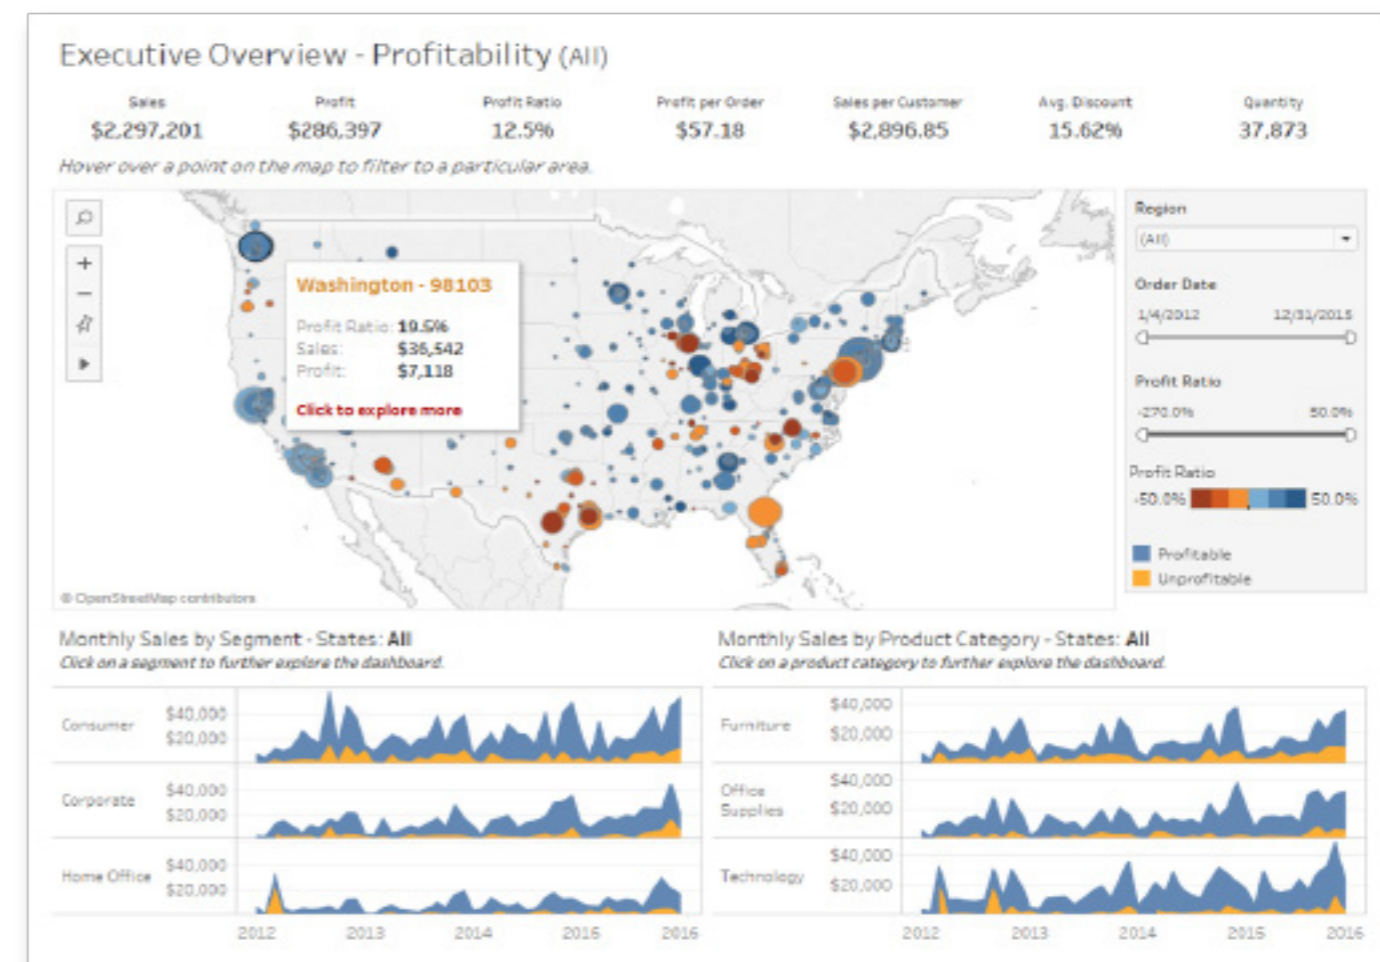 Executive Overview - Profitability (All)
Sales Profit Profit Ratio Profit per Order Sales per Customer Avg. Discount Quantity
$2,297,201 $286,397 12.5% $57.18 $2,896.85 15.62% 37,873
Hover over a point on the map to filter to a particular area.
Region
(All)
Order Date
1/4/2012 12/31/2015
Profit Ratio
-270.0% 50.0%
Profit Ratio
-50.0% 50.0%
Profitable
Unprofitable
Washington - 98103
Profit Ratio: 19.5%
Sales: $36,542
Profit: $7,118
Click to explore more
© OpenStreetMap contributors
Monthly Sales by Segment - States: All
Click on a segment to further explore the dashboard.
Consumer
$40,000
$20,000
Corporate
$40,000
$20,000
Home Office
$40,000
$20,000
2012 2013 2014 2015 2016
Monthly Sales by Product Category - States: All
Click on a product category to further explore the dashboard.
Furniture
$40,000
$20,000
Office
Supplies
$40,000
$20,000
Technology
$40,000
$20,000
2012 2013 2014 2015 2016